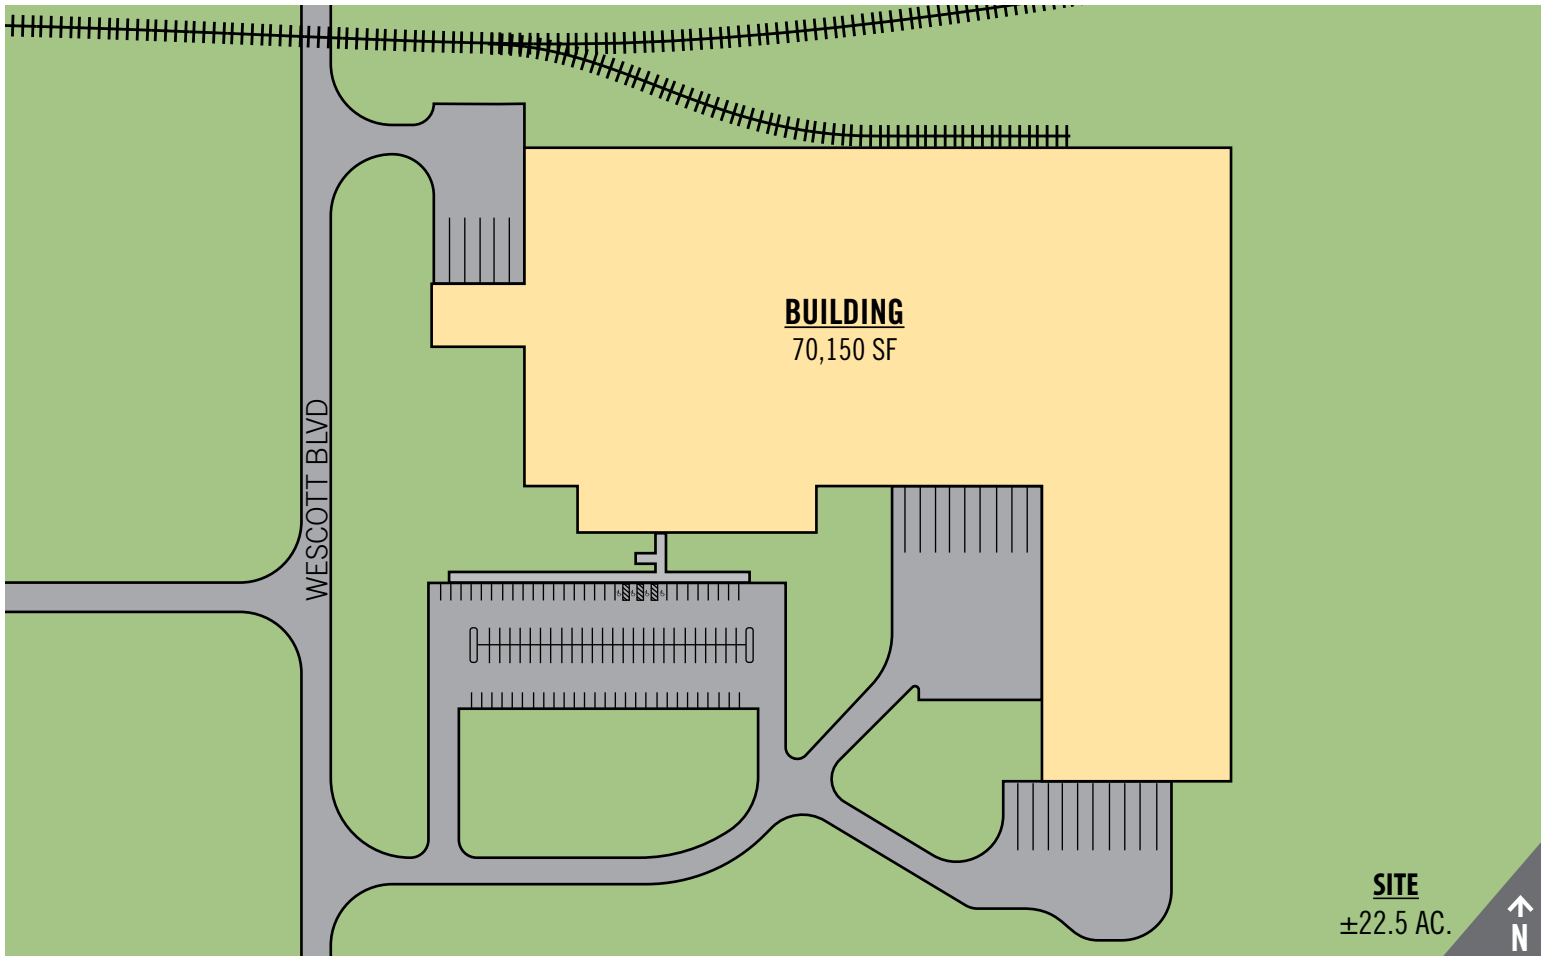 BUILDING
70,150 SF
WESCOTT BLVD
SITE
±22.5 AC.
N